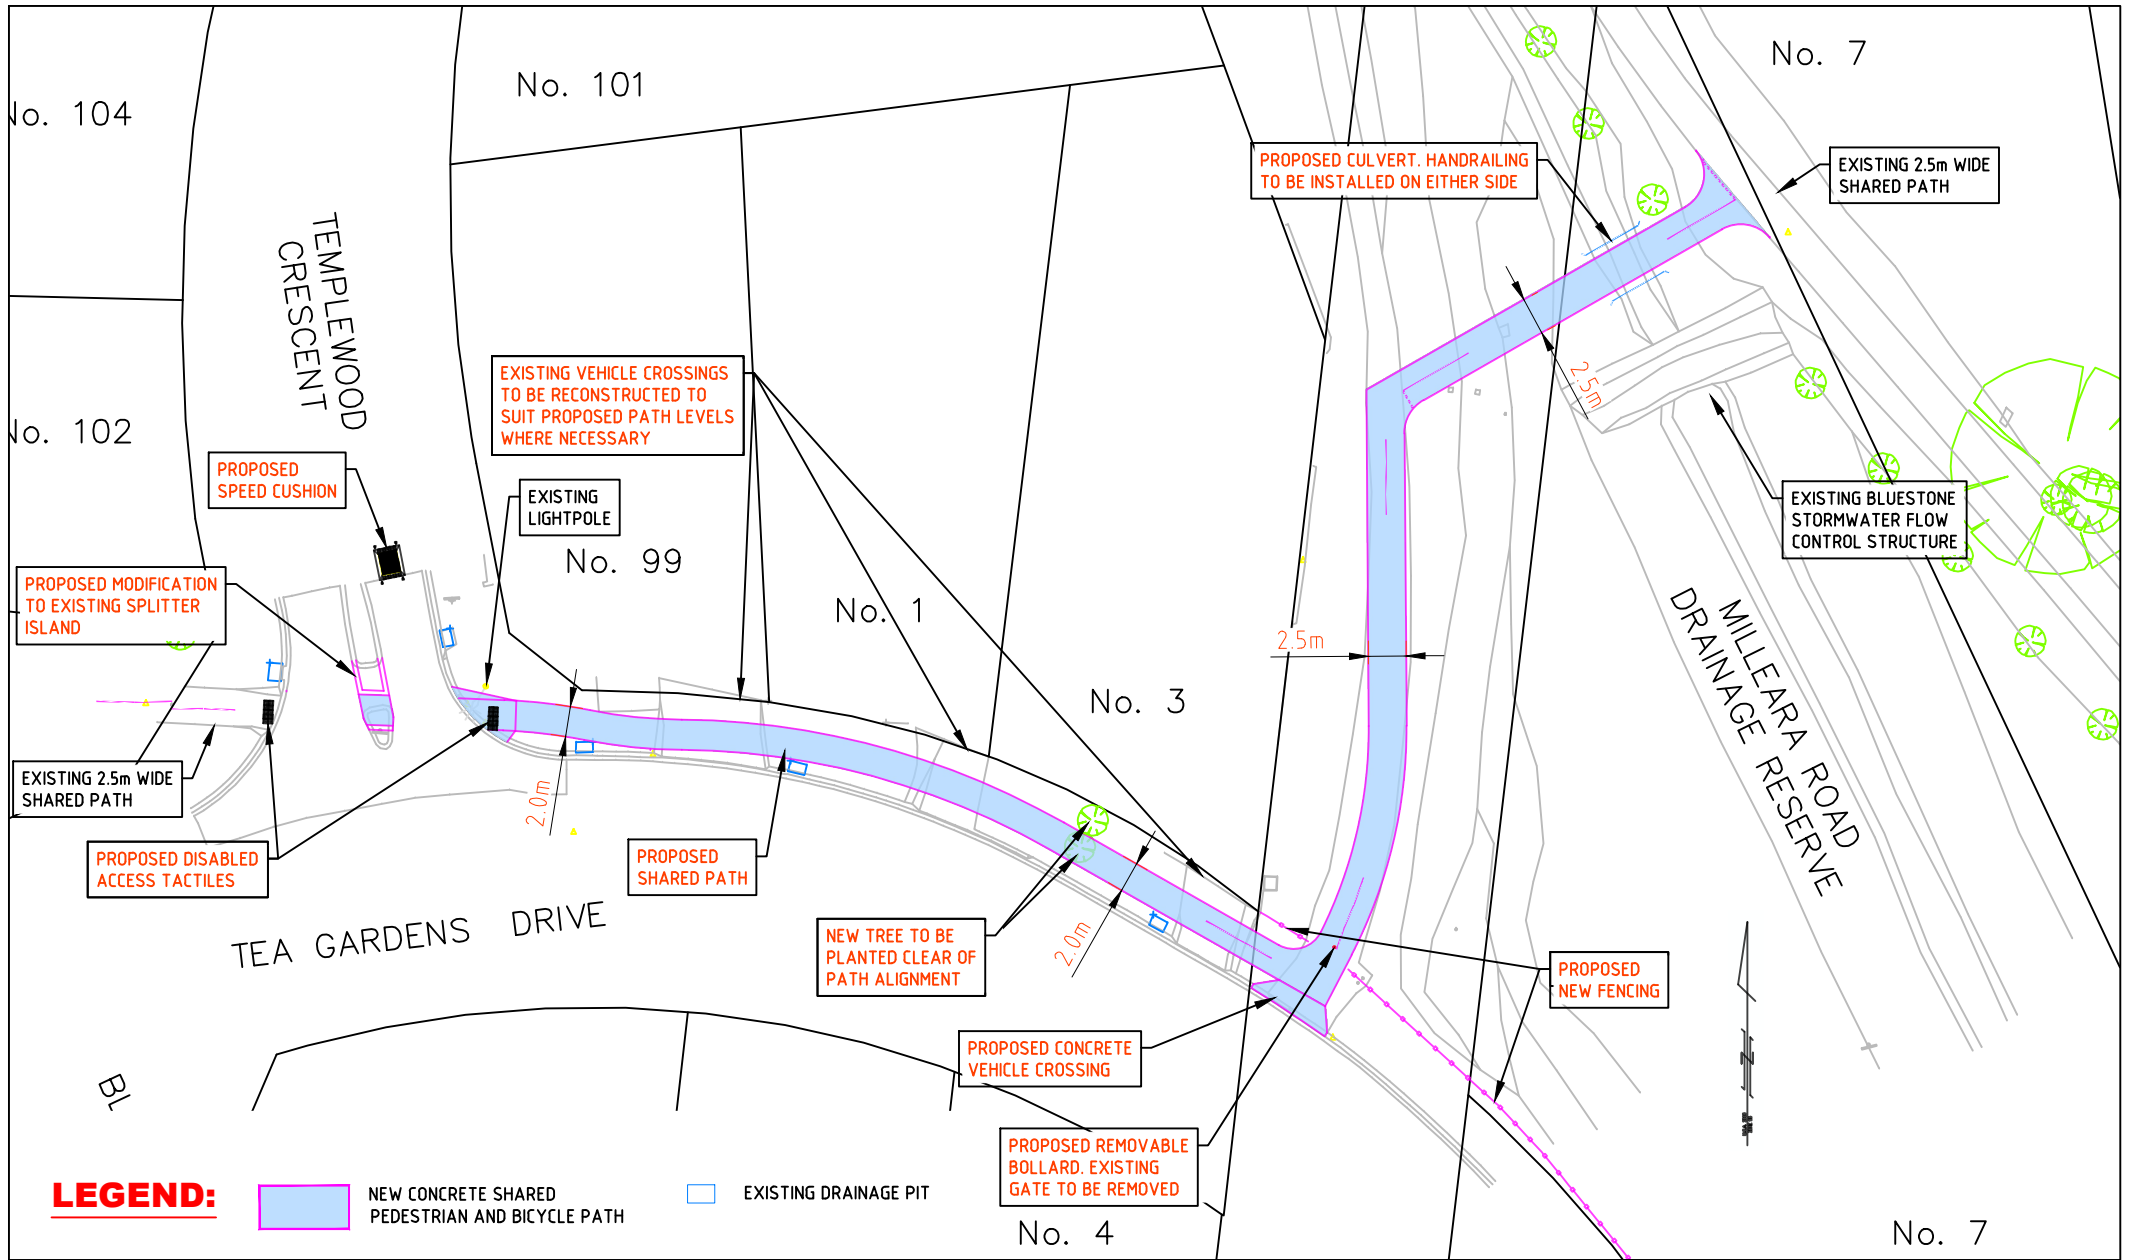 No. 7
No. 101
No. 104
PROPOSED CULVERT. HANDRAILING
TO BE INSTALLED ON EITHER SIDE
EXISTING 2.5m WIDE
SHARED PATH
TEMPLEWOOD
CRESCENT
EXISTING VEHICLE CROSSINGS
TO BE RECONSTRUCTED TO
SUIT PROPOSED PATH LEVELS
WHERE NECESSARY
2.5m
No. 102
PROPOSED
SPEED CUSHION
EXISTING
LIGHTPOLE
EXISTING BLUESTONE
STORMWATER FLOW
CONTROL STRUCTURE
No. 99
PROPOSED MODIFICATION
TO EXISTING SPLITTER
ISLAND
No. 1
2.5m
No. 3
MILLEARA ROAD
DRAINAGE RESERVE
EXISTING 2.5m WIDE
SHARED PATH
2.0m
PROPOSED DISABLED
ACCESS TACTILES
PROPOSED
SHARED PATH
TEA GARDENS DRIVE
NEW TREE TO BE
PLANTED CLEAR OF
PATH ALIGNMENT
2.0m
PROPOSED
NEW FENCING
PROPOSED CONCRETE
VEHICLE CROSSING
BL
PROPOSED REMOVABLE
BOLLARD. EXISTING
GATE TO BE REMOVED
LEGEND:
NEW CONCRETE SHARED
PEDESTRIAN AND BICYCLE PATH
EXISTING DRAINAGE PIT
No. 4
No. 7